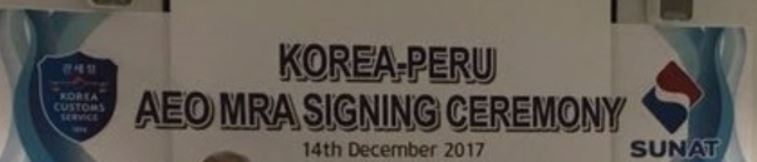 관세청
KOREA
CUSTOMS
SERVICE
KOREA-PERU
AEO MRA SIGNING CEREMONY
14th December 2017
SUNAT